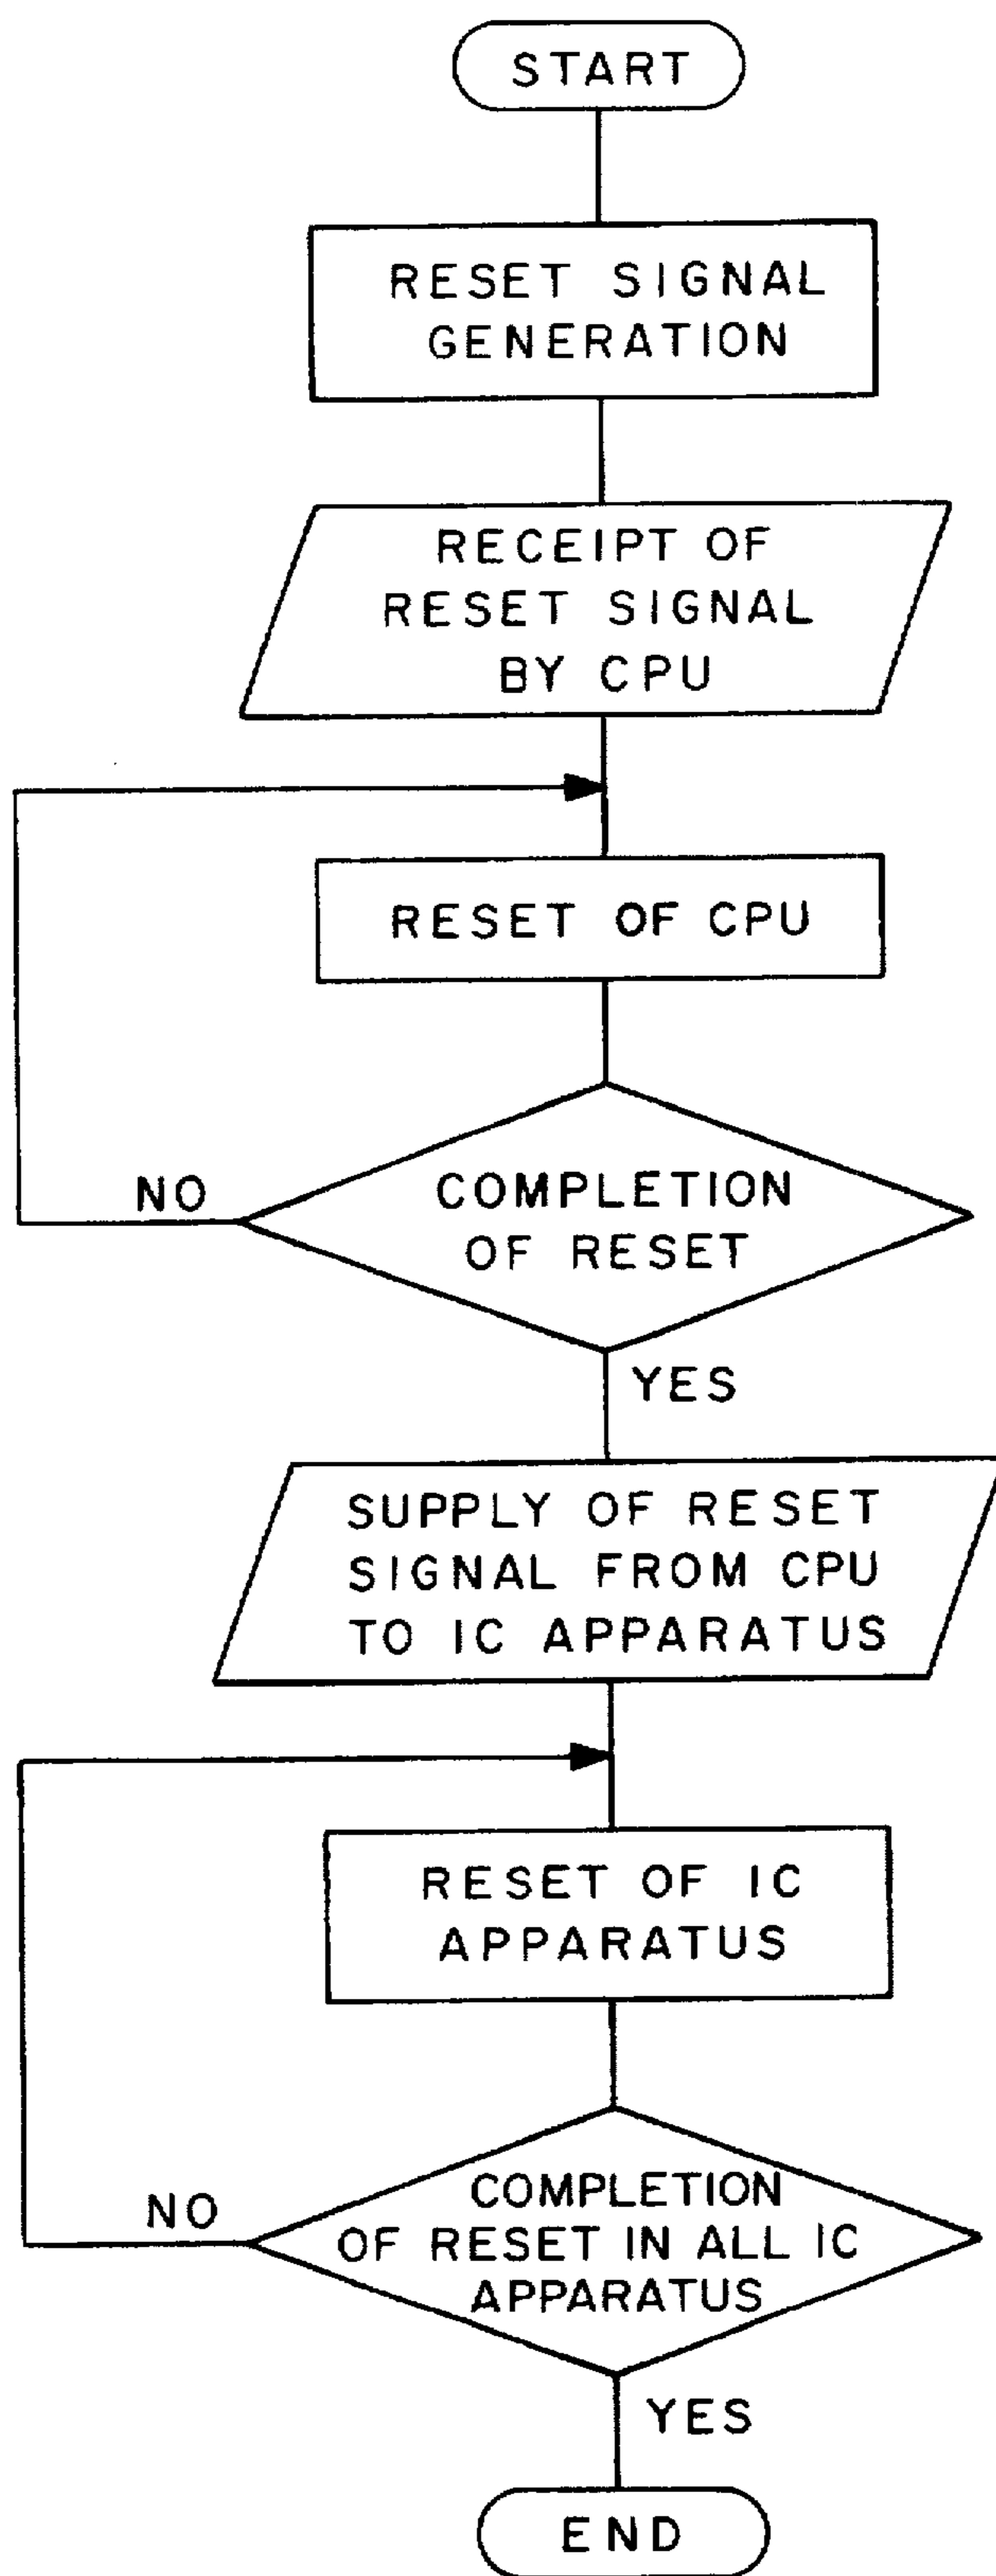 START
RESET SIGNAL
GENERATION
RECEIPT OF
RESET SIGNAL
BY CPU
RESET OF CPU
COMPLETION
OF RESET
NO
YES
SUPPLY OF RESET
SIGNAL FROM CPU
TO IC APPARATUS
RESET OF IC
APPARATUS
COMPLETION
OF RESET IN ALL IC
APPARATUS
NO
YES
END